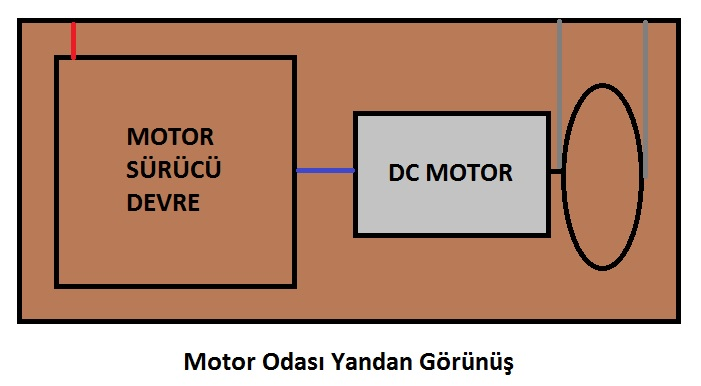 MOTOR
SÜRÜCÜ
DEVRE
DC MOTOR
Motor Odası Yandan Görünüş